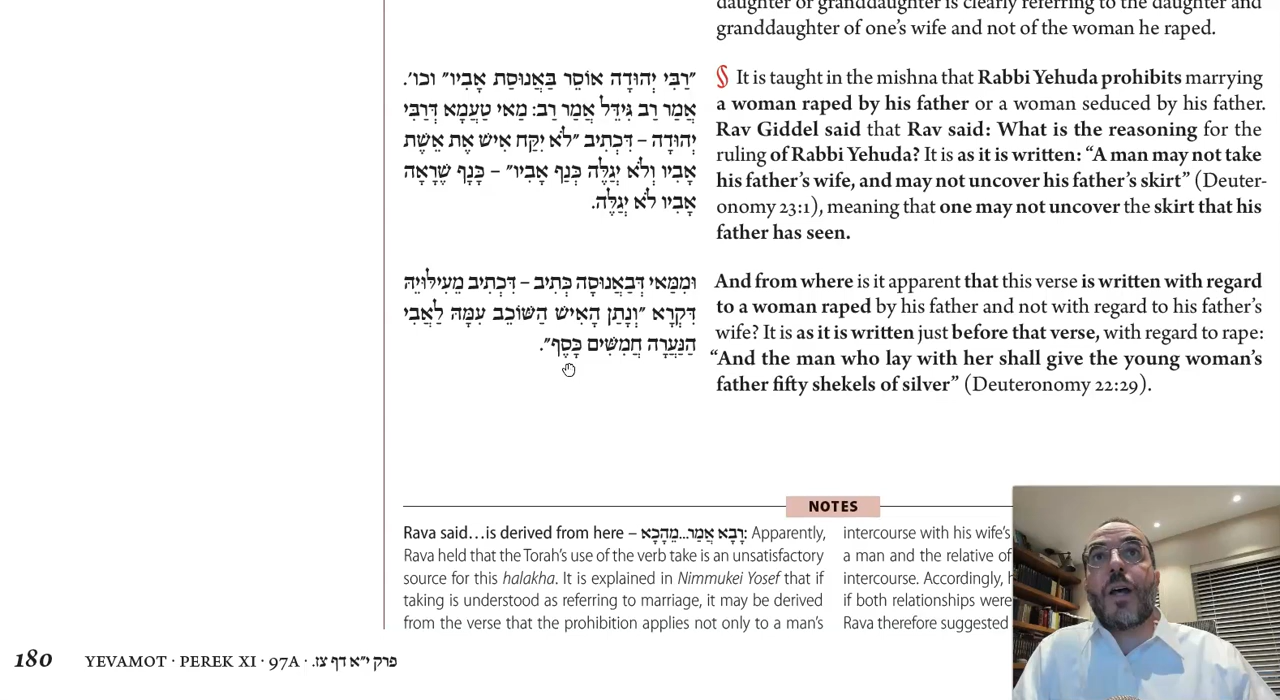 daughter or granddaughter is clearly referring to the daughter and
granddaughter of one's wife and not of the woman he raped.
״רַבִּי יְהוּדָה אוֹסֵר בַּאֲנוּסַת אָבִיו״ וכו׳.
אֲמַר רַב גִּידֵּל אֲמַר רַב: מַאי טַעֲמָא דְּרַבִּי
יְהוּדָה – דִּכְתִיב ״לֹא יִקַּח אִישׁ אֶת אֵשֶׁת
אָבִיו וְלֹא יְגַלֶּה כְּנַף אָבִיו״ – כָּנָף שֶׁרָאָה
אָבִיו לֹא יְגַלֶּה.
§ It is taught in the mishna that Rabbi Yehuda prohibits marrying
a woman raped by his father or a woman seduced by his father.
Rav Giddel said that Rav said: What is the reasoning for the
ruling of Rabbi Yehuda? It is as it is written: “A man may not take
his father's wife, and may not uncover his father's skirt” (Deuter-
onomy 23:1), meaning that one may not uncover the skirt that his
father has seen.
וּמִמַּאי דְּבַאֲנוּסָה כְּתִיב – דִּכְתִיב מֵעִילּוּיֵהּ
דִּקְרָא ״וְנָתַן הָאִישׁ הַשּׁוֹכֵב עִמָּהּ לַאֲבִי
הַנַּעֲרָה חֲמִשִּׁים כָּסֶף״.
And from where is it apparent that this verse is written with regard
to a woman raped by his father and not with regard to his father's
wife? It is as it is written just before that verse, with regard to rape:
“And the man who lay with her shall give the young woman's
father fifty shekels of silver” (Deuteronomy 22:29).
NOTES
Rava said…is derived from here – רָבָא אֲמַר...מֵהָכָא: Apparently,
Rava held that the Torah's use of the verb take is an unsatisfactory
source for this halakha. It is explained in Nimmukei Yosef that if
taking is understood as referring to marriage, it may be derived
from the verse that the prohibition applies not only to a man's
intercourse with his wife's
a man and the relative of
intercourse. Accordingly,
if both relationships were
Rava therefore suggested
180 YEVAMOT · PEREK XI · 97A · פרק י״א דף צז.